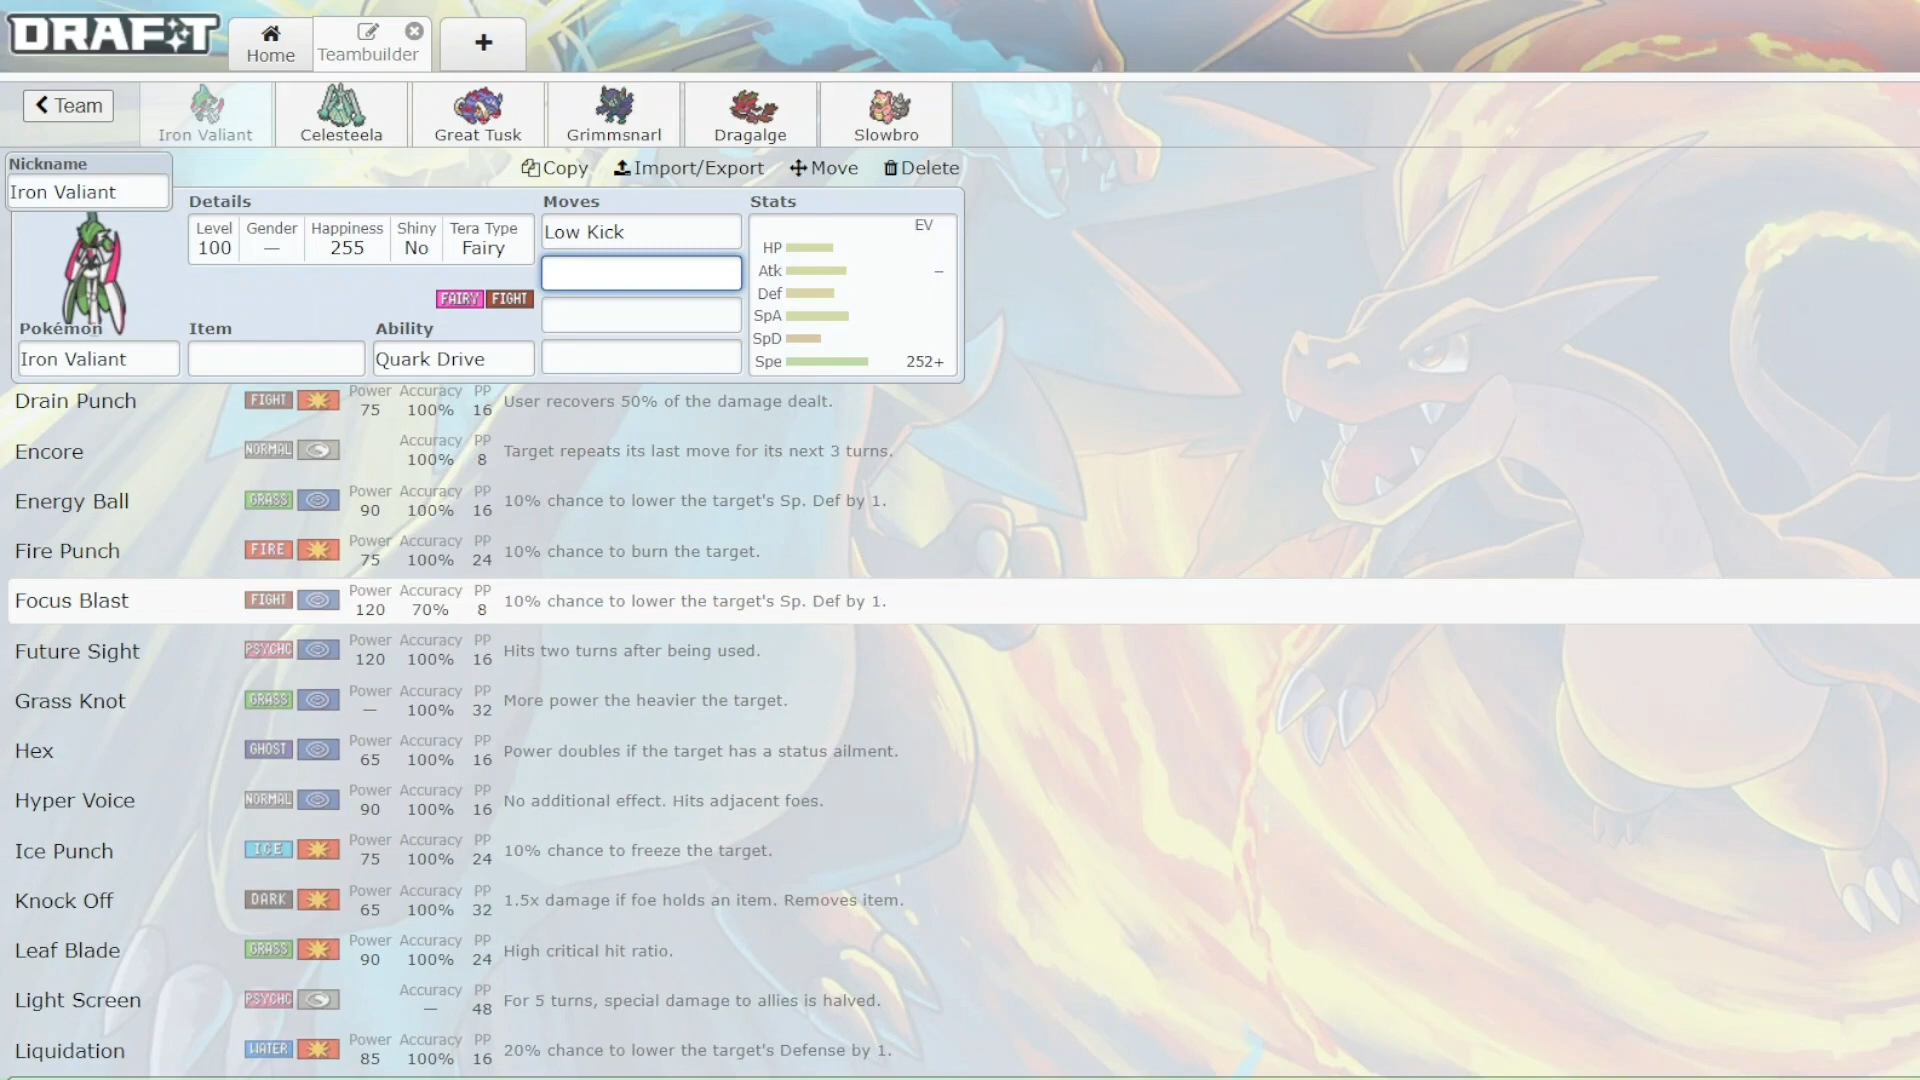 DRAFT
Home
Teambuilder
+
Team
Iron Valiant
Celesteela
Great Tusk
Grimmsnarl
Dragalge
Slowbro
Copy
Import/Export
Move
Delete
Nickname
Iron Valiant
Details
Level
100
Gender
—
Happiness
255
Shiny
No
Tera Type
Fairy
FAIRY FIGHT
Pokémon
Iron Valiant
Item
Ability
Quark Drive
Moves
Low Kick
Stats
EV
HP
Atk –
Def
SpA
SpD
Spe 252+
Drain Punch FIGHT Power 75 Accuracy 100% PP 16 User recovers 50% of the damage dealt.
Encore NORMAL Accuracy 100% PP 8 Target repeats its last move for its next 3 turns.
Energy Ball GRASS Power 90 Accuracy 100% PP 16 10% chance to lower the target's Sp. Def by 1.
Fire Punch FIRE Power 75 Accuracy 100% PP 24 10% chance to burn the target.
Focus Blast FIGHT Power 120 Accuracy 70% PP 8 10% chance to lower the target's Sp. Def by 1.
Future Sight PSYCHC Power 120 Accuracy 100% PP 16 Hits two turns after being used.
Grass Knot GRASS Power — Accuracy 100% PP 32 More power the heavier the target.
Hex GHOST Power 65 Accuracy 100% PP 16 Power doubles if the target has a status ailment.
Hyper Voice NORMAL Power 90 Accuracy 100% PP 16 No additional effect. Hits adjacent foes.
Ice Punch ICE Power 75 Accuracy 100% PP 24 10% chance to freeze the target.
Knock Off DARK Power 65 Accuracy 100% PP 32 1.5x damage if foe holds an item. Removes item.
Leaf Blade GRASS Power 90 Accuracy 100% PP 24 High critical hit ratio.
Light Screen PSYCHC Accuracy — PP 48 For 5 turns, special damage to allies is halved.
Liquidation WATER Power 85 Accuracy 100% PP 16 20% chance to lower the target's Defense by 1.